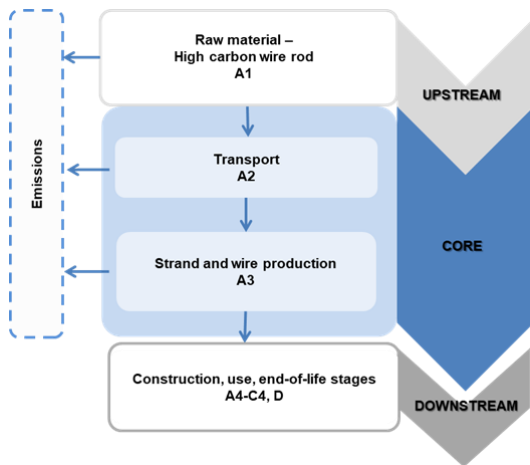 Raw material –
High carbon wire rod
A1
UPSTREAM
Emissions
Transport
A2
CORE
Strand and wire production
A3
Construction, use, end-of-life stages
A4-C4, D
DOWNSTREAM